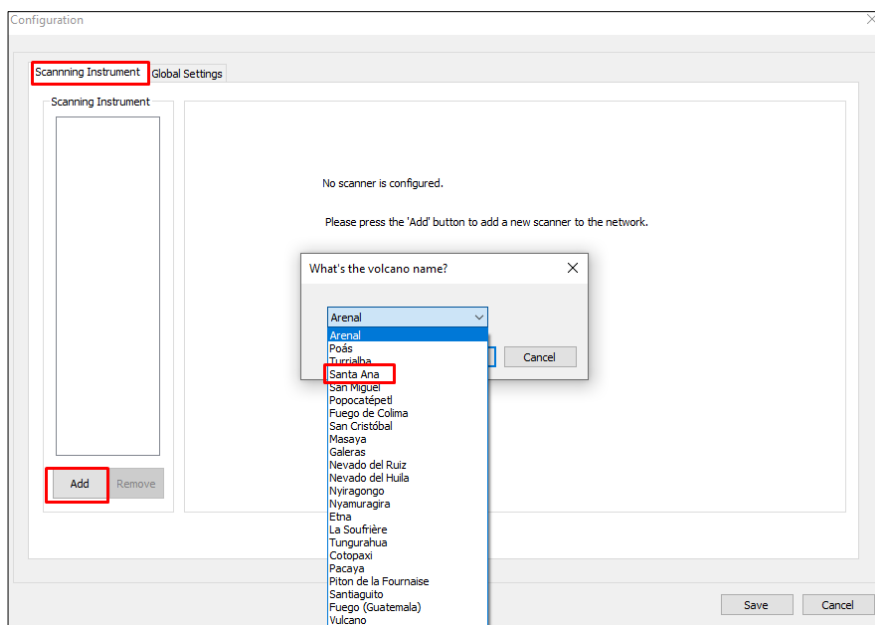 Configuration
Scannning Instrument Global Settings
Scanning Instrument
No scanner is configured.
Please press the 'Add' button to add a new scanner to the network.
What's the volcano name?
Arenal
Arenal
Poás
Turrialba
Cancel
Santa Ana
San Miguel
Popocatépetl
Fuego de Colima
San Cristóbal
Masaya
Galeras
Nevado del Ruiz
Nevado del Huila
Nyiragongo
Nyamuragira
Etna
La Soufrière
Tungurahua
Cotopaxi
Pacaya
Piton de la Fournaise
Santiaguito
Fuego (Guatemala)
Vulcano
Add Remove
Save Cancel